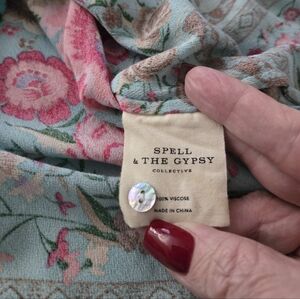 SPELL
& THE GYPSY
COLLECTIVE
100% VISCOSE
MADE IN CHINA